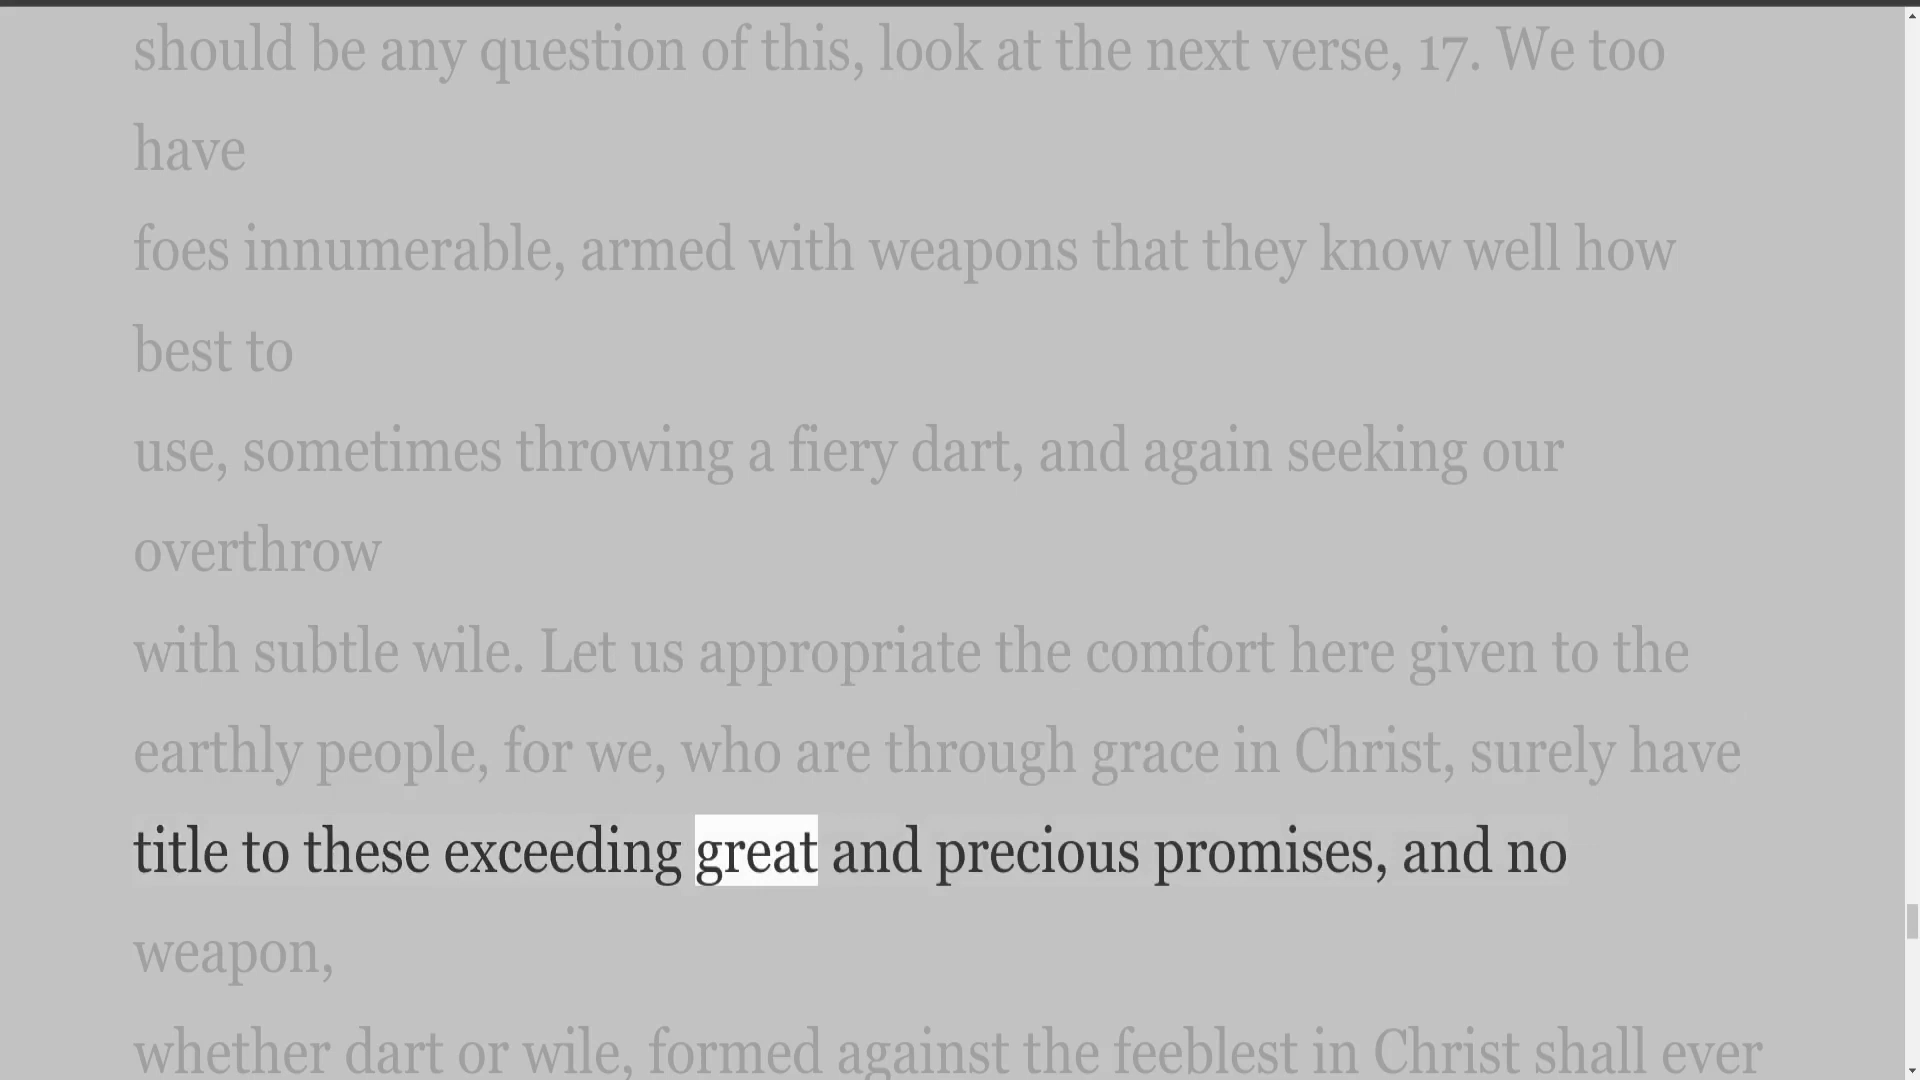 should be any question of this, look at the next verse, 17. We too
have
foes innumerable, armed with weapons that they know well how
best to
use, sometimes throwing a fiery dart, and again seeking our
overthrow
with subtle wile. Let us appropriate the comfort here given to the
earthly people, for we, who are through grace in Christ, surely have
title to these exceeding great and precious promises, and no
weapon,
whether dart or wile, formed against the feeblest in Christ shall ever